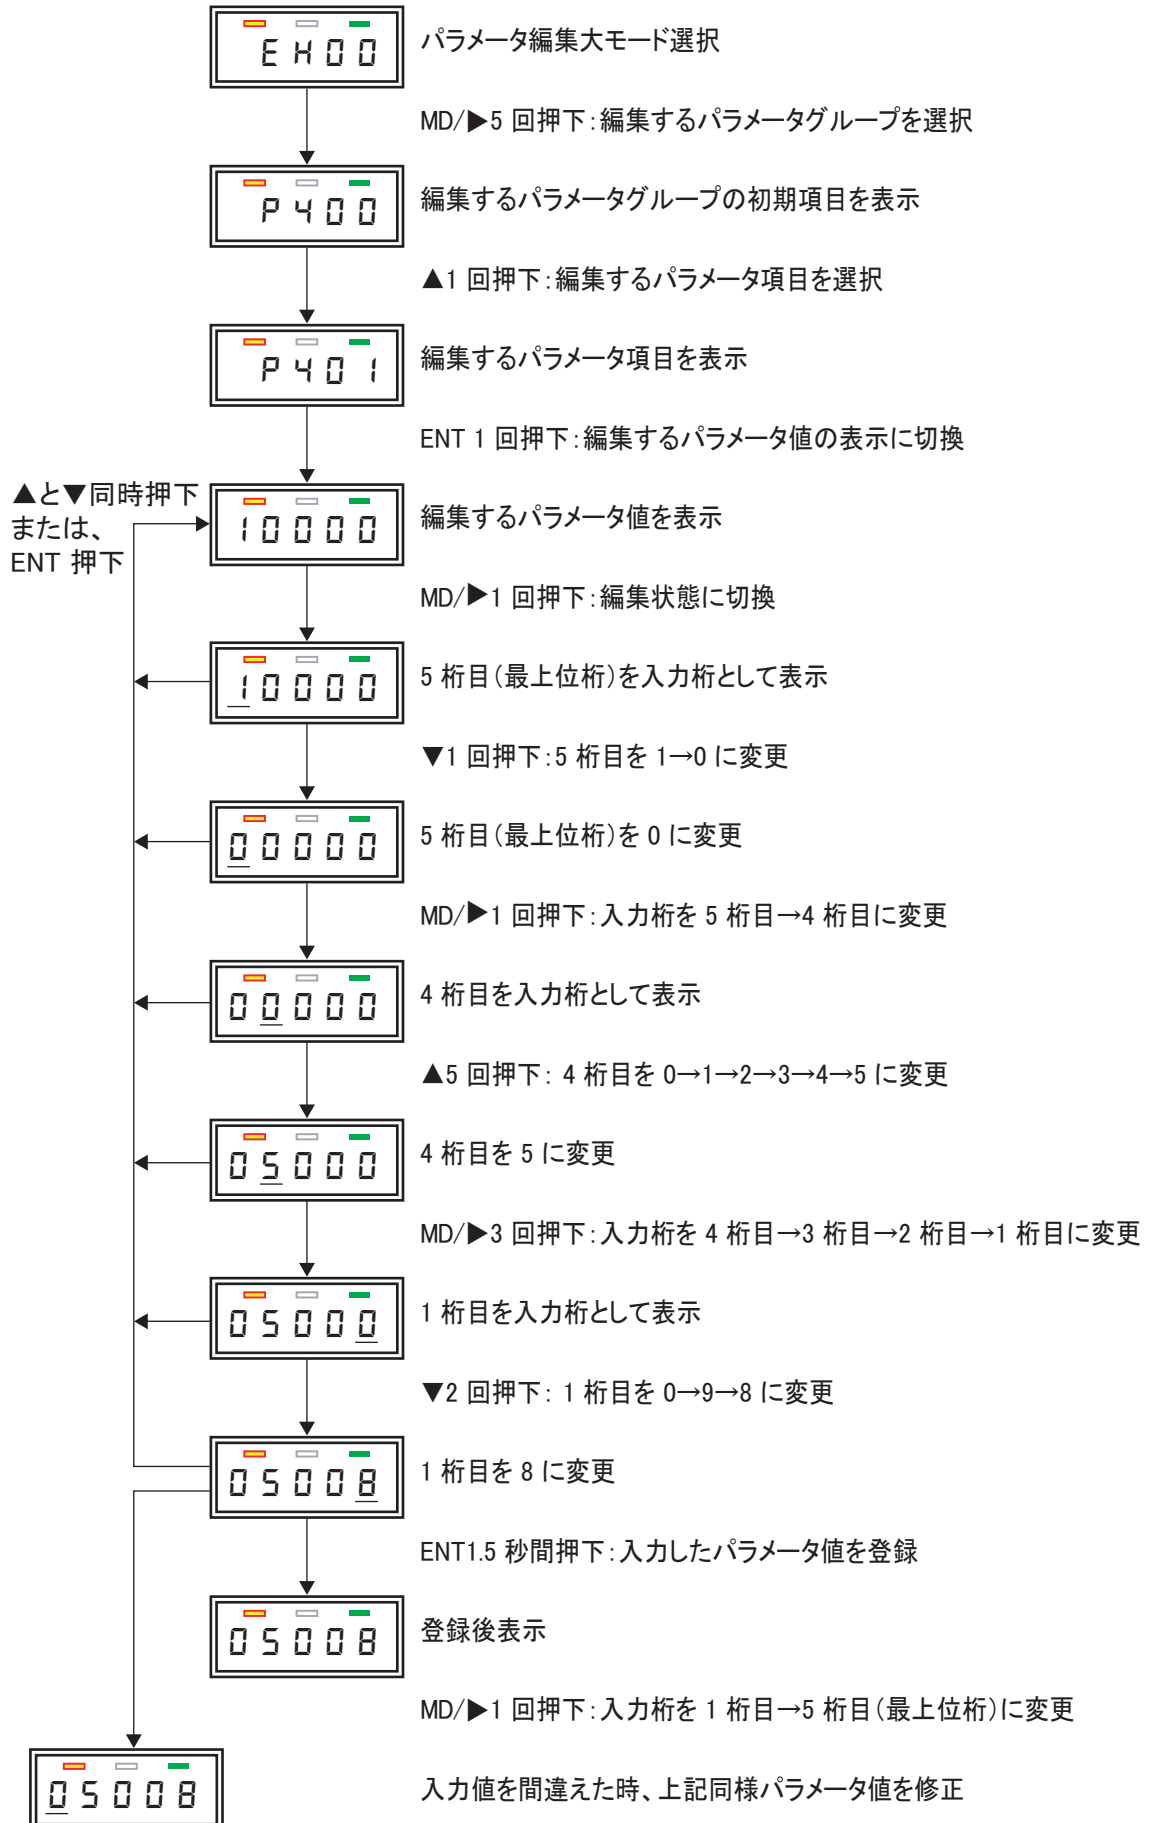 EH00
パラメータ編集大モード選択
MD/▶5 回押下：編集するパラメータグループを選択
P400
編集するパラメータグループの初期項目を表示
▲1 回押下：編集するパラメータ項目を選択
P401
編集するパラメータ項目を表示
ENT 1 回押下：編集するパラメータ値の表示に切換
▲と▼同時押下
または、
ENT 押下
10000
編集するパラメータ値を表示
MD/▶1 回押下：編集状態に切換
10000
5 桁目（最上位桁）を入力桁として表示
▼1 回押下：5 桁目を 1→0 に変更
00000
5 桁目（最上位桁）を 0 に変更
MD/▶1 回押下：入力桁を 5 桁目→4 桁目に変更
00000
4 桁目を入力桁として表示
▲5 回押下： 4 桁目を 0→1→2→3→4→5 に変更
05000
4 桁目を 5 に変更
MD/▶3 回押下：入力桁を 4 桁目→3 桁目→2 桁目→1 桁目に変更
05000
1 桁目を入力桁として表示
▼2 回押下： 1 桁目を 0→9→8 に変更
05008
1 桁目を 8 に変更
ENT1.5 秒間押下：入力したパラメータ値を登録
05008
登録後表示
MD/▶1 回押下：入力桁を 1 桁目→5 桁目（最上位桁）に変更
05008
入力値を間違えた時、上記同様パラメータ値を修正